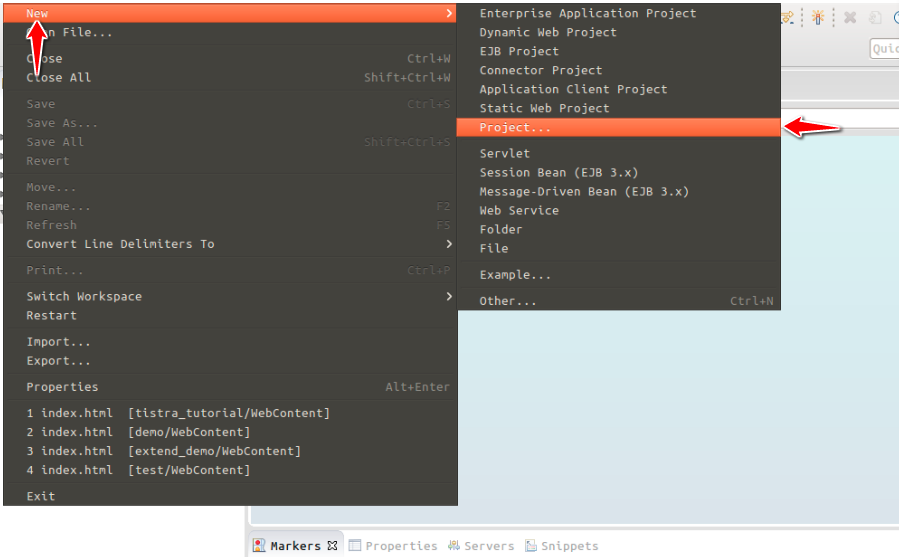 New
Enterprise Application Project
Dynamic Web Project
EJB Project
Connector Project
Application Client Project
Static Web Project
Project...
Servlet
Session Bean (EJB 3.x)
Message-Driven Bean (EJB 3.x)
Web Service
Folder
File
Example...
Other... Ctrl+N
File...
Close Ctrl+W
Close All Shift+Ctrl+W
Save Ctrl+S
Save As...
Save All Shift+Ctrl+S
Revert
Move...
Rename... F2
Refresh F5
Convert Line Delimiters To
Print... Ctrl+P
Switch Workspace
Restart
Import...
Export...
Properties Alt+Enter
1 index.html [tistra_tutorial/WebContent]
2 index.html [demo/WebContent]
3 index.html [extend_demo/WebContent]
4 index.html [test/WebContent]
Exit
Markers Properties Servers Snippets